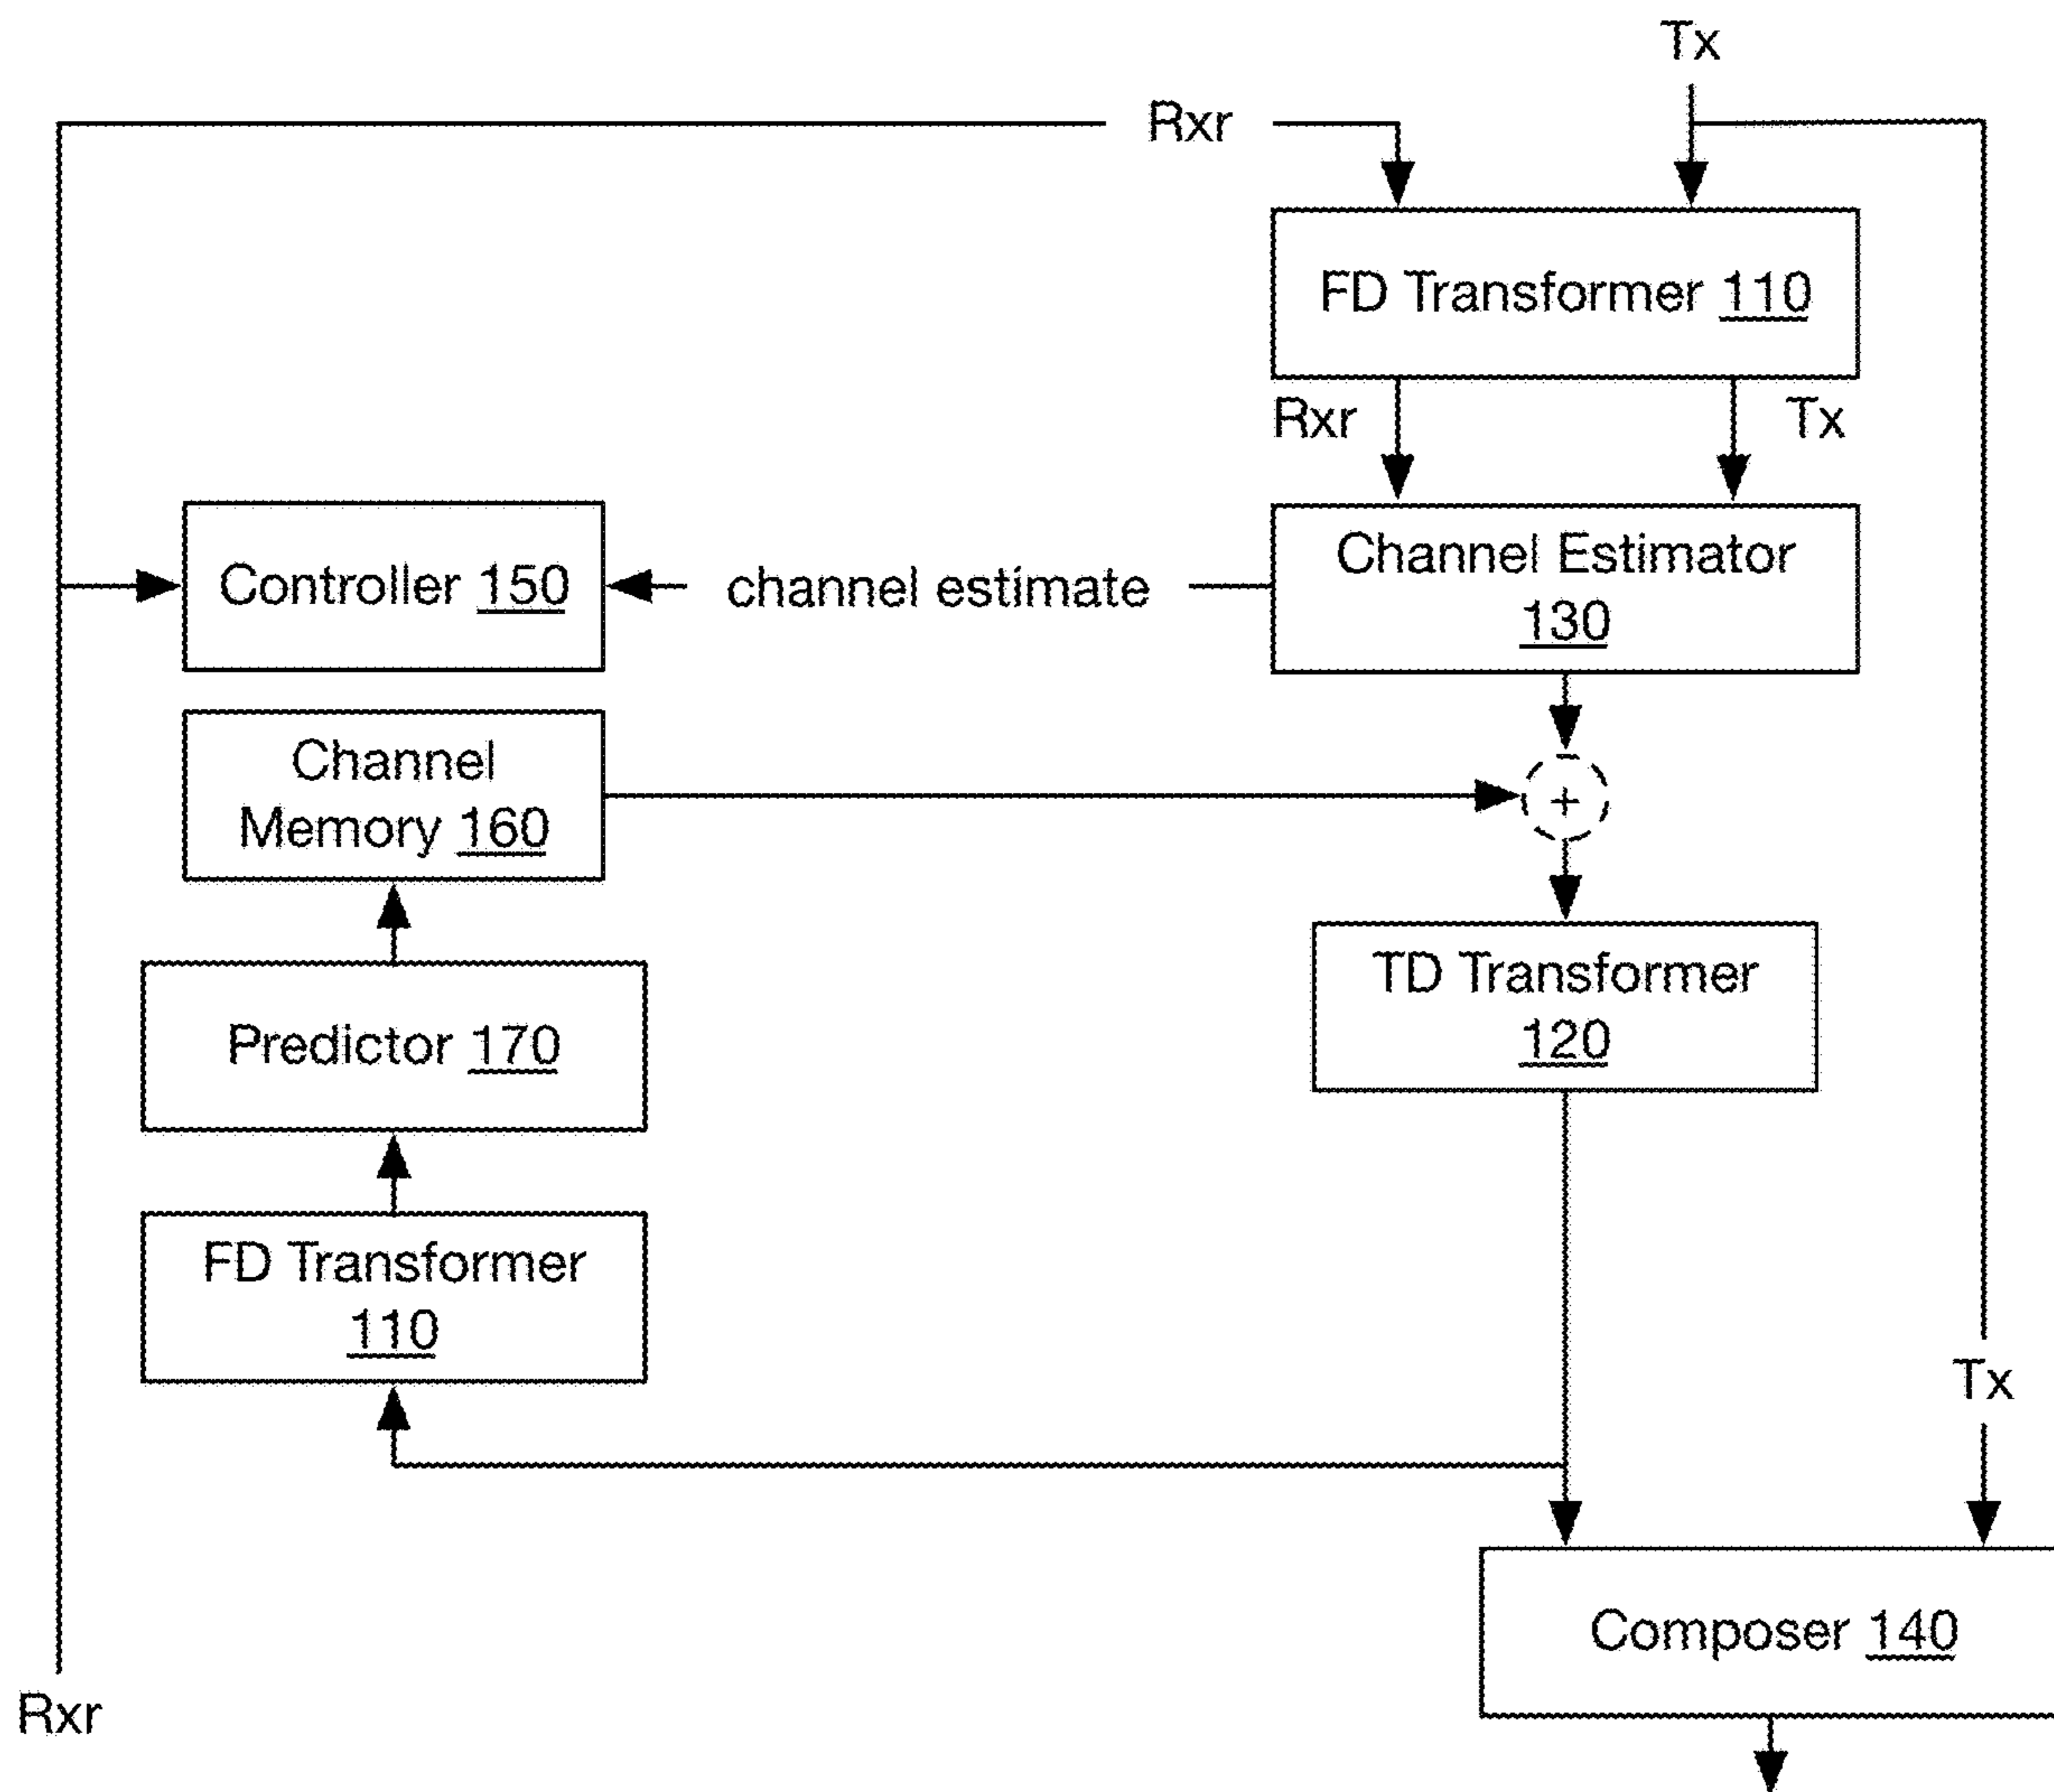 Tx
Rxr
FD Transformer 110
Rxr
Tx
Channel Estimator
130
Controller 150
channel estimate
Channel
Memory 160
+
TD Transformer
120
Predictor 170
FD Transformer
110
Tx
Composer 140
Rxr